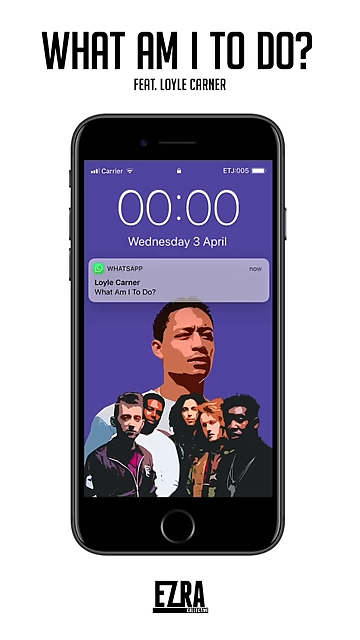 WHAT AM I TO DO?
FEAT. LOYLE CARNER
Carrier ETJ:005
00:00
Wednesday 3 April
WHATSAPP now
Loyle Carner
What Am I To Do?
EZRA
COLLECTIVE